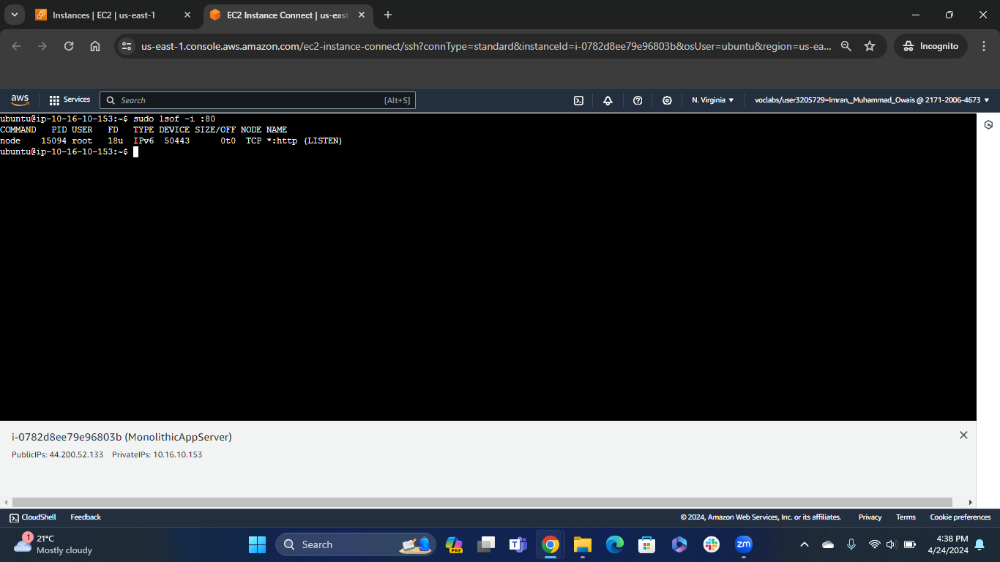 Instances | EC2 | us-east-1
EC2 Instance Connect | us-east
us-east-1.console.aws.amazon.com/ec2-instance-connect/ssh?connType=standard&instanceId=i-0782d8ee79e96803b&osUser=ubuntu&region=us-ea...
Incognito
aws
Services
Search
[Alt+S]
N. Virginia
voclabs/user3205729=Imran,_Muhammad_Owais @ 2171-2006-4673
ubuntu@ip-10-16-10-153:~$ sudo lsof -i :80
COMMAND PID USER FD TYPE DEVICE SIZE/OFF NODE NAME
node 15094 root 18u IPv6 50443 0t0 TCP *:http (LISTEN)
ubuntu@ip-10-16-10-153:~$
i-0782d8ee79e96803b (MonolithicAppServer)
PublicIPs: 44.200.52.133 PrivateIPs: 10.16.10.153
CloudShell
Feedback
© 2024, Amazon Web Services, Inc. or its affiliates.
Privacy
Terms
Cookie preferences
1
21°C
Mostly cloudy
Search
PRE
zm
4:38 PM
4/24/2024